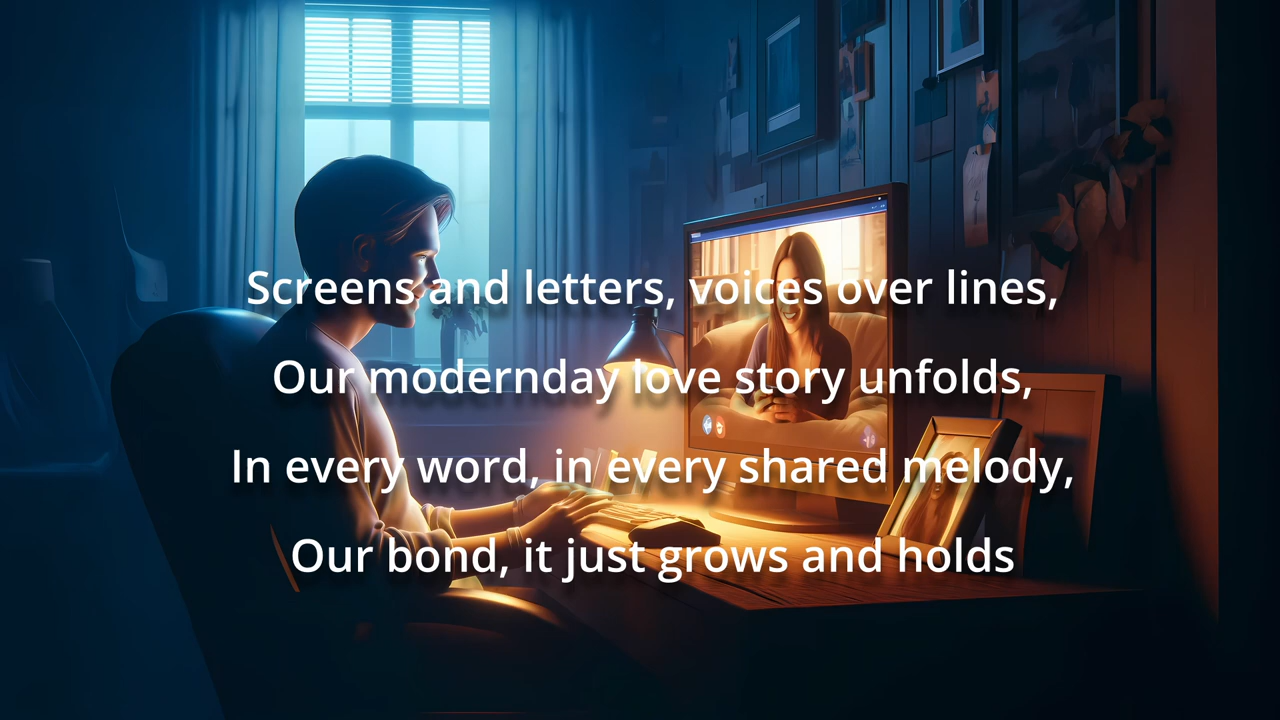 Screens and letters, voices over lines,
Our modernday love story unfolds,
In every word, in every shared melody,
Our bond, it just grows and holds